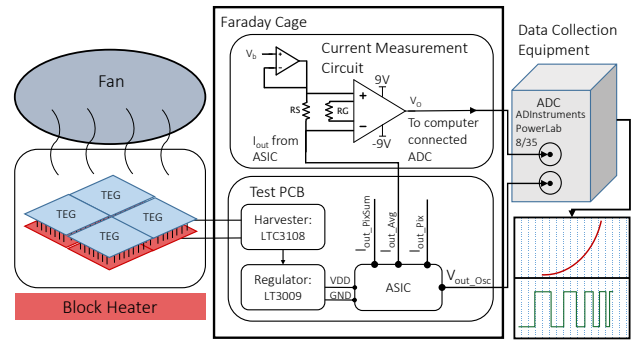 Faraday Cage
Fan
TEG
TEG
TEG
TEG
Block Heater
Current Measurement
Circuit
Vb
RS
RG
9V
-9V
Vo
Iout from
ASIC
To computer
connected
ADC
Test PCB
Harvester:
LTC3108
Regulator:
LT3009
VDD
GND
ASIC
Iout_PixSum
Iout_Avg
Iout_Pix
Vout_Osc
Data Collection
Equipment
ADC
ADInstruments
PowerLab
8/35